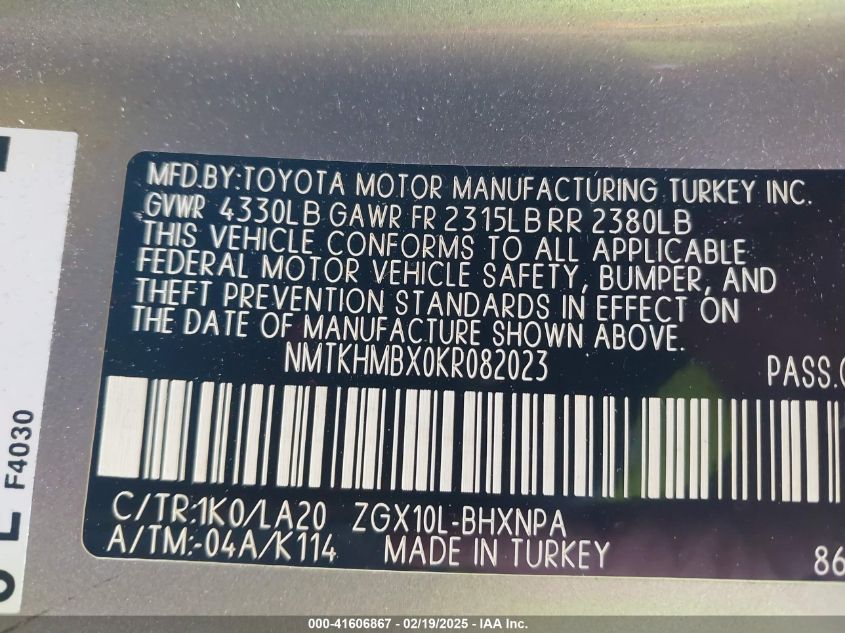 MFD.BY:TOYOTA MOTOR MANUFACTURING TURKEY INC.
GVWR 4330LB GAWR FR 2315LB RR 2380LB
THIS VEHICLE CONFORMS TO ALL APPLICABLE
FEDERAL MOTOR VEHICLE SAFETY, BUMPER, AND
THEFT PREVENTION STANDARDS IN EFFECT ON
THE DATE OF MANUFACTURE SHOWN ABOVE.
NMTKHMBX0KR082023
PASS.
C/TR:1K0/LA20 ZGX10L-BHXNPA
A/TM:-04A/K114 MADE IN TURKEY
86
F4030
000-41606867 - 02/19/2025 - IAA Inc.